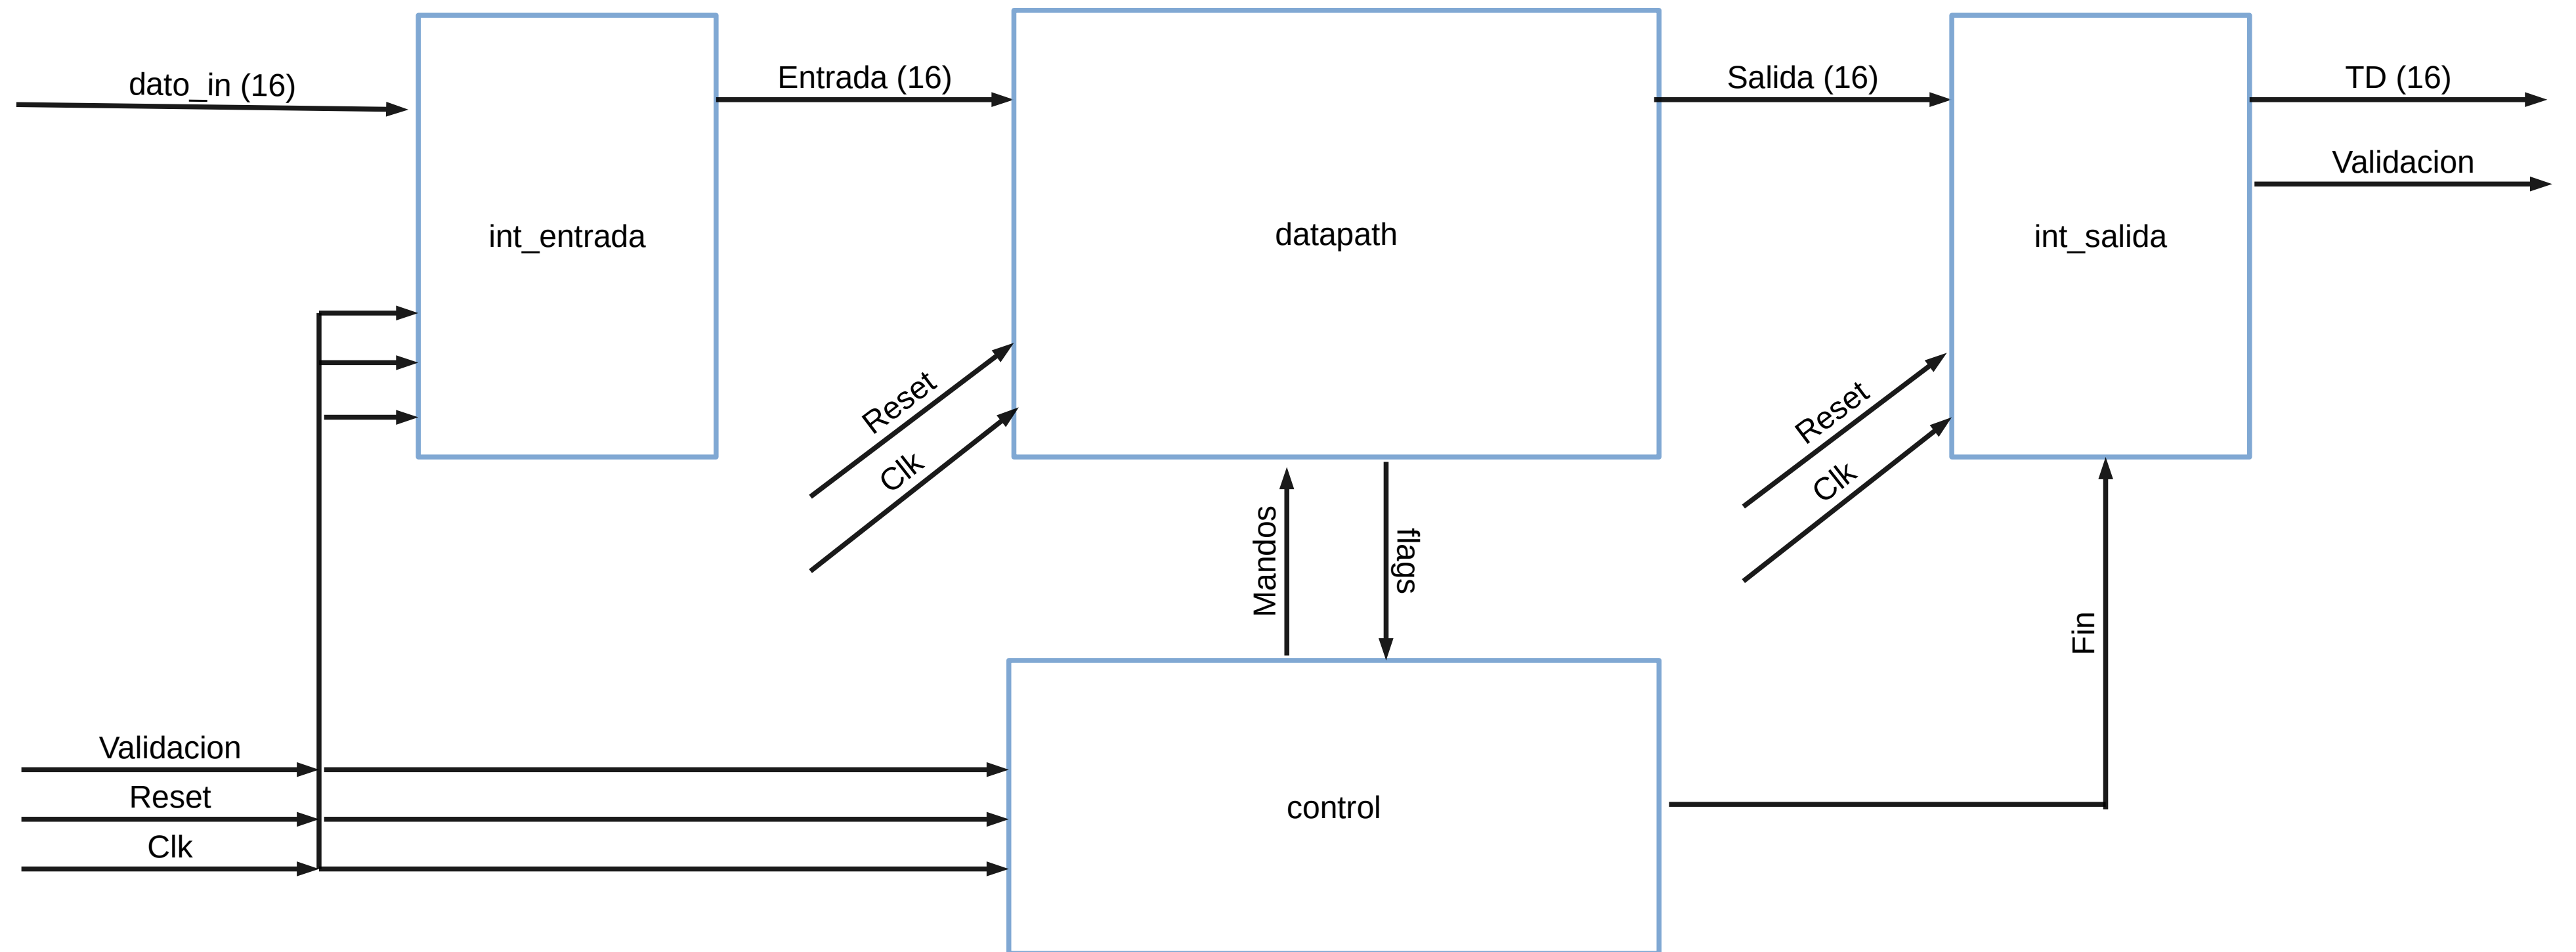 dato_in (16)
Entrada (16)
Salida (16)
TD (16)
Validacion
int_entrada
datapath
int_salida
Reset
Clk
Reset
Clk
Mandos
flags
Fin
Validacion
Reset
Clk
control